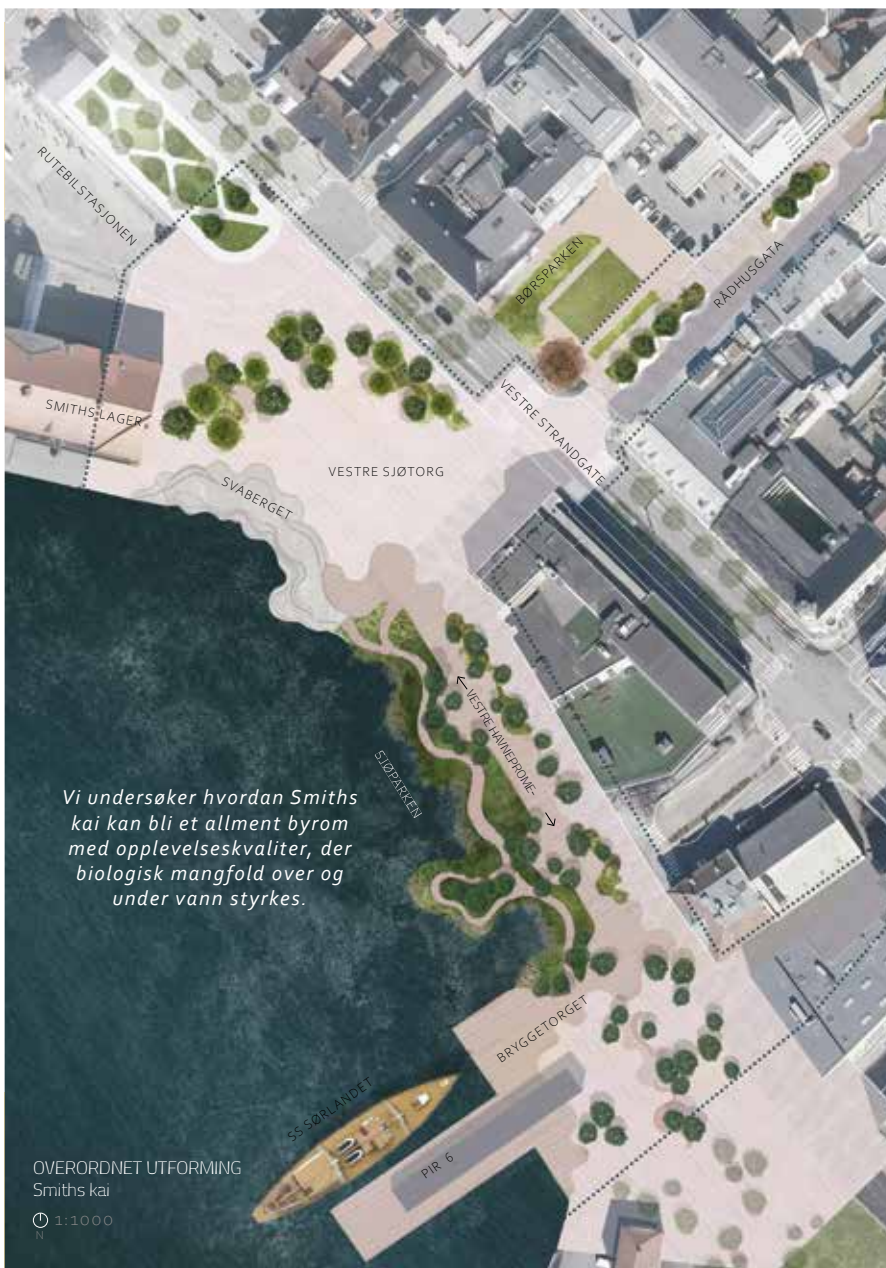 RUTEBILSTASJONEN
BØRSPARKEN
RÅDHUSGATA
SMITHS LAGER
VESTRE STRANDGATE
VESTRE SJØTORG
SVABERGET
VESTRE HAVNEPROME-
SJØPARKEN
Vi undersøker hvordan Smiths
kai kan bli et allment byrom
med opplevelseskvaliter, der
biologisk mangfold over og
under vann styrkes.
BRYGGETORGET
SS SØRLANDET
PIR 6
OVERORDNET UTFORMING
Smiths kai
1:1000
N